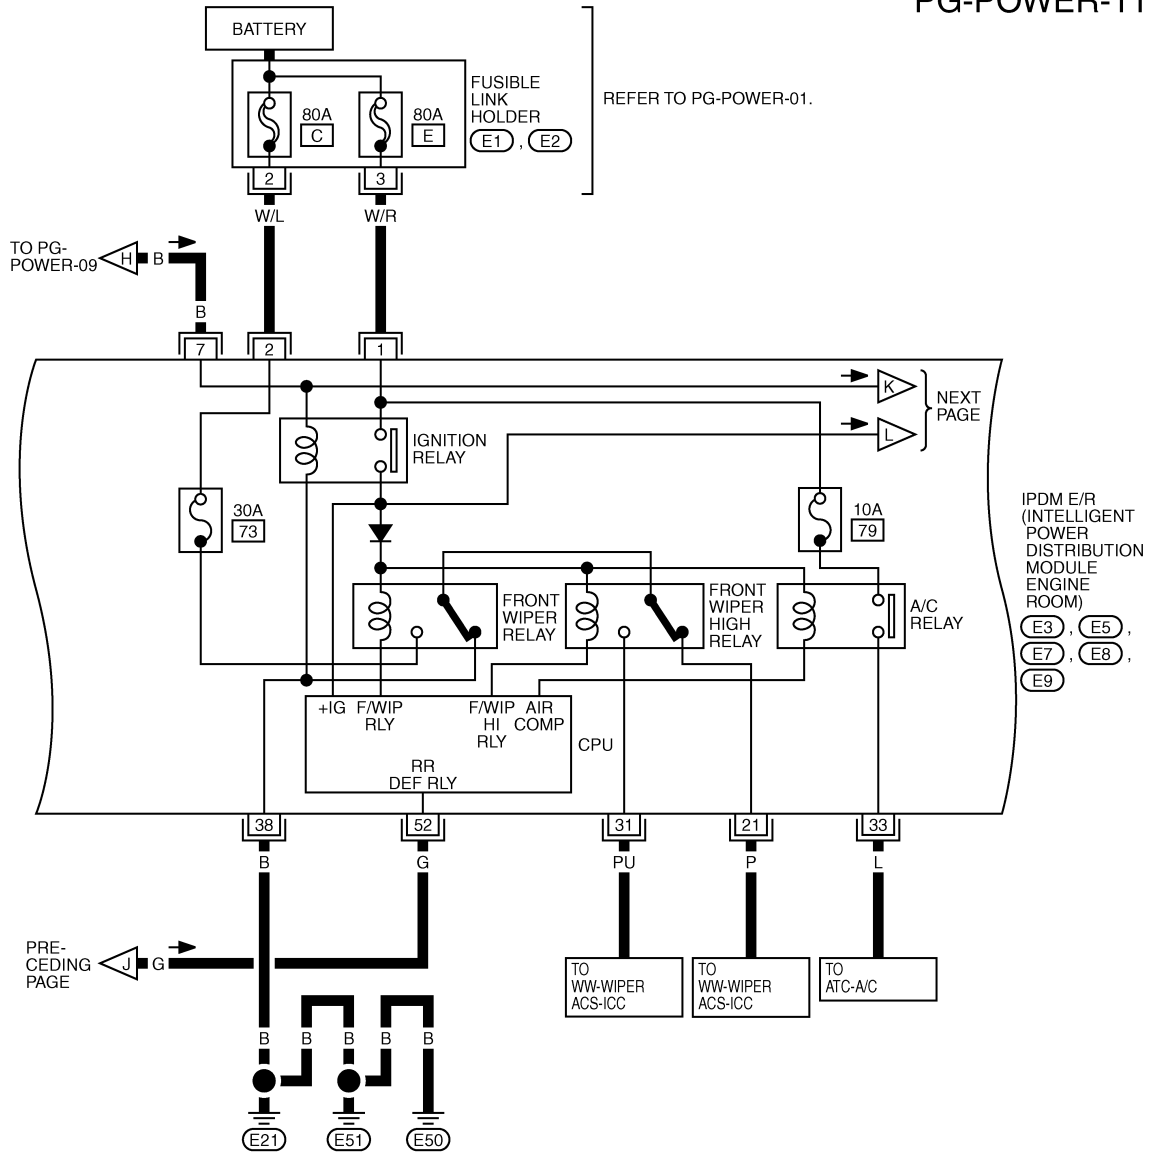 PG-POWER-11
BATTERY
80A
C
80A
E
FUSIBLE
LINK
HOLDER
E1 , E2
REFER TO PG-POWER-01.
2
3
W/L
W/R
TO PG-
POWER-09
H
B
B
7
2
1
K
L
NEXT
PAGE
IGNITION
RELAY
30A
73
10A
79
IPDM E/R
(INTELLIGENT
POWER
DISTRIBUTION
MODULE
ENGINE
ROOM)
E3 , E5 ,
E7 , E8 ,
E9
FRONT
WIPER
RELAY
FRONT
WIPER
HIGH
RELAY
A/C
RELAY
+IG
F/WIP
RLY
F/WIP
HI
RLY
AIR
COMP
CPU
RR
DEF RLY
38
52
31
21
33
B
G
PU
P
L
PRE-
CEDING
PAGE
J
G
TO
WW-WIPER
ACS-ICC
TO
WW-WIPER
ACS-ICC
TO
ATC-A/C
B
B
B
B
B
E21
E51
E50